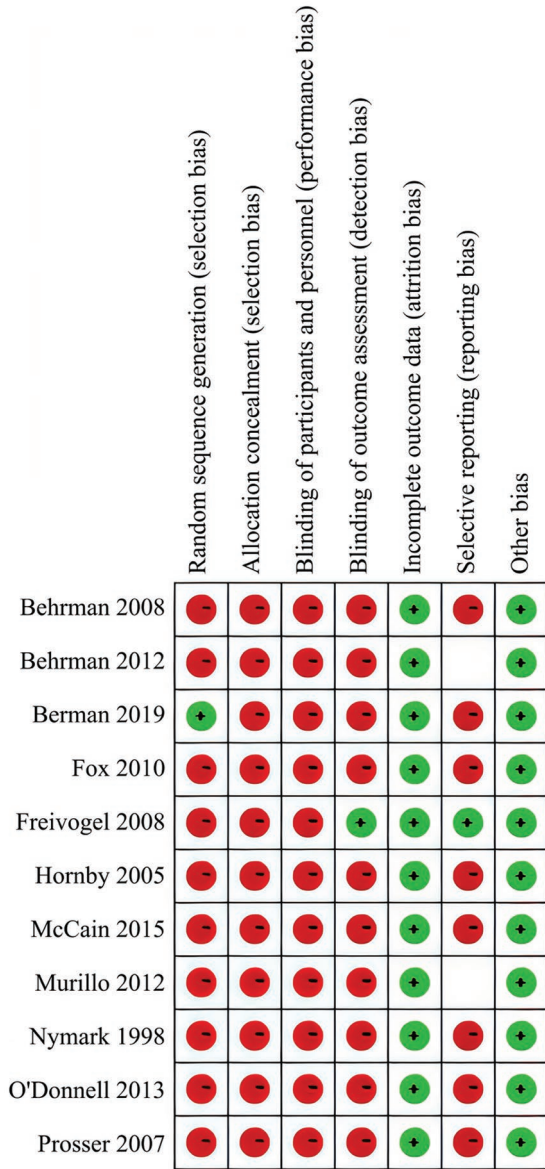 Random sequence generation (selection bias)
Allocation concealment (selection bias)
Blinding of participants and personnel (performance bias)
Blinding of outcome assessment (detection bias)
Incomplete outcome data (attrition bias)
Selective reporting (reporting bias)
Other bias
Behrman 2008 - - - - + - +
Behrman 2012 - - - - + +
Berman 2019 + - - - + - +
Fox 2010 - - - - + - +
Freivogel 2008 - - - + + + +
Hornby 2005 - - - - + - +
McCain 2015 - - - - + - +
Murillo 2012 - - - - + +
Nymark 1998 - - - - + - +
O'Donnell 2013 - - - - + - +
Prosser 2007 - - - - + - +